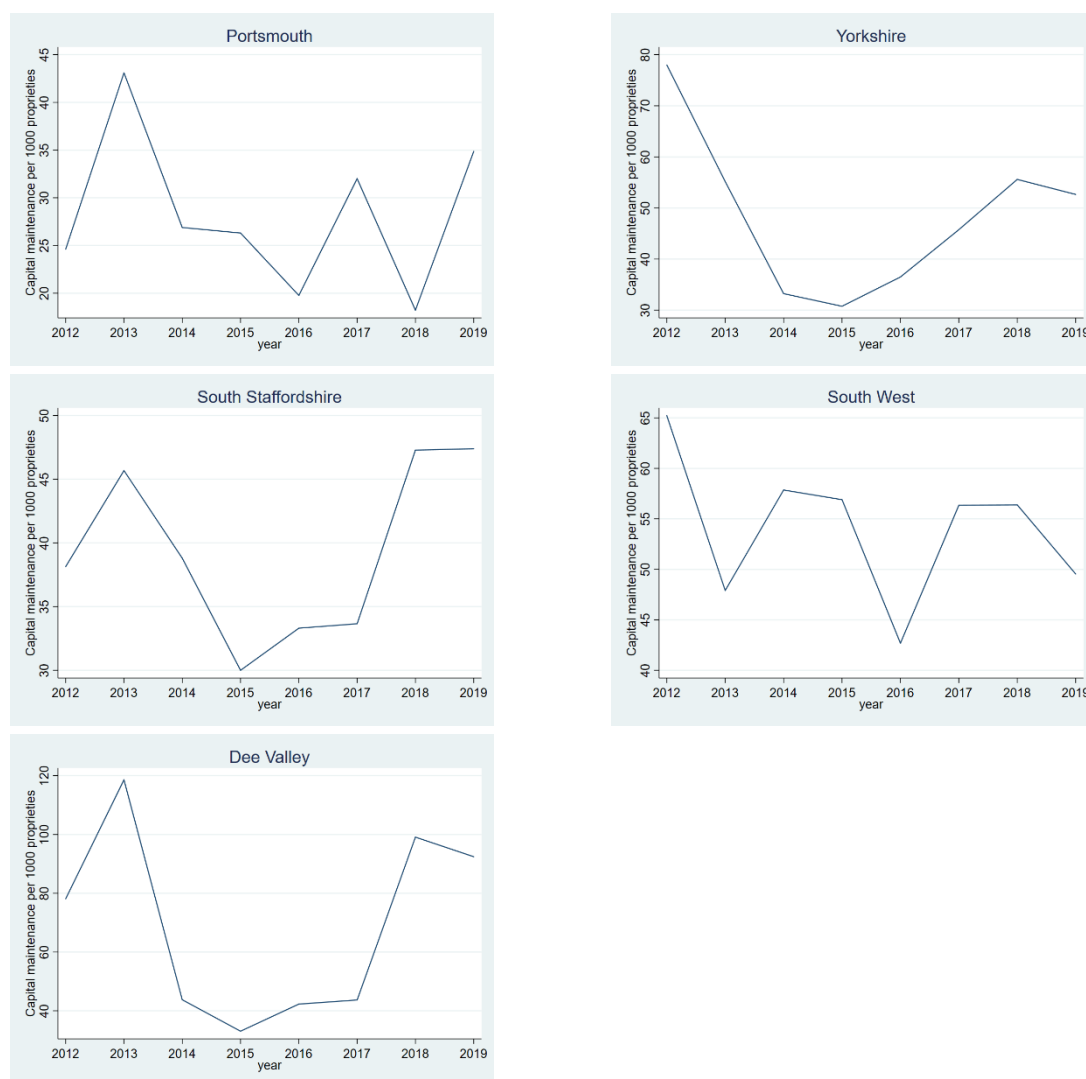 Portsmouth
Capital maintenance per 1000 proprieties
45
40
35
30
25
20
2012 2013 2014 2015 2016 2017 2018 2019
year
Yorkshire
Capital maintenance per 1000 proprieties
80
70
60
50
40
30
2012 2013 2014 2015 2016 2017 2018 2019
year
South Staffordshire
Capital maintenance per 1000 proprieties
50
45
40
35
30
2012 2013 2014 2015 2016 2017 2018 2019
year
South West
Capital maintenance per 1000 proprieties
65
60
55
50
45
40
2012 2013 2014 2015 2016 2017 2018 2019
year
Dee Valley
Capital maintenance per 1000 proprieties
120
100
80
60
40
2012 2013 2014 2015 2016 2017 2018 2019
year